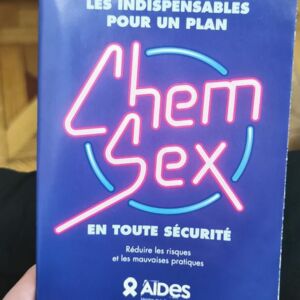 LES INDISPENSABLES
POUR UN PLAN
Chem
Sex
EN TOUTE SÉCURITÉ
Réduire les risques
et les mauvaises pratiques
AIDES